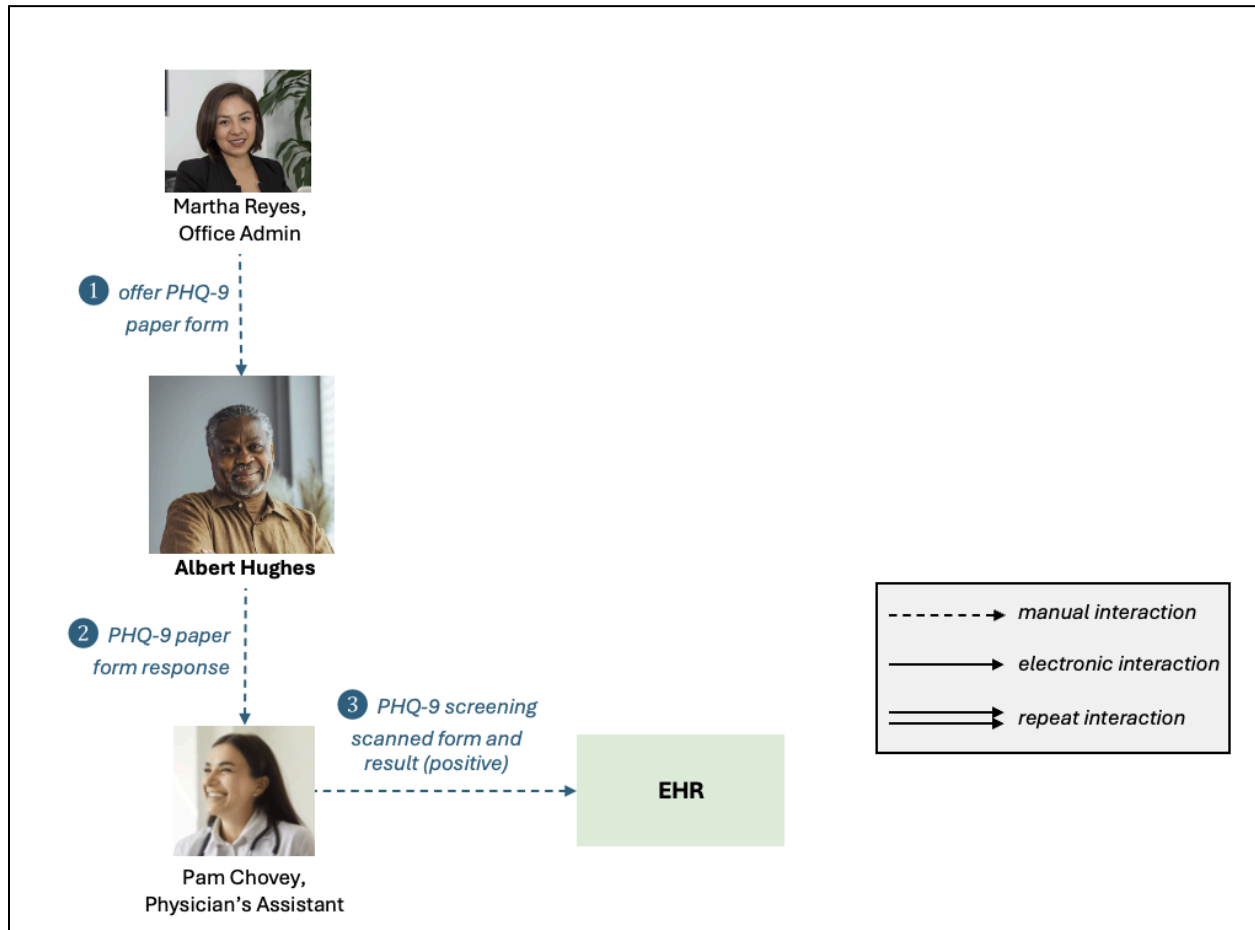 Martha Reyes,
Office Admin
1 offer PHQ-9
paper form
Albert Hughes
2 PHQ-9 paper
form response
3 PHQ-9 screening
scanned form and
result (positive)
EHR
Pam Chovey,
Physician’s Assistant
manual interaction
electronic interaction
repeat interaction